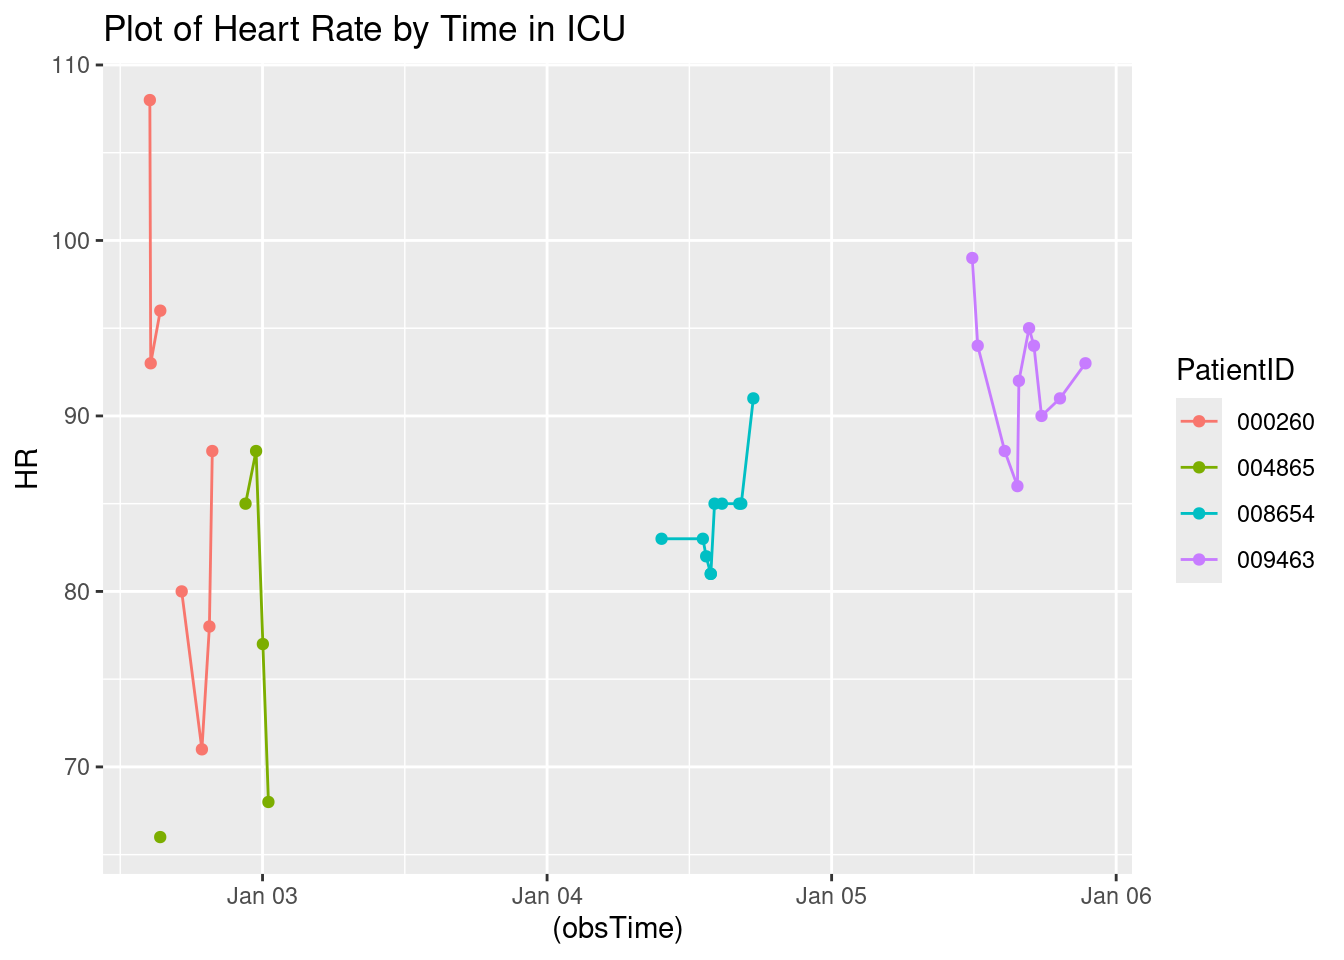 Plot of Heart Rate by Time in ICU
110
100
90
80
70
HR
Jan 03
Jan 04
Jan 05
Jan 06
(obsTime)
PatientID
000260
004865
008654
009463